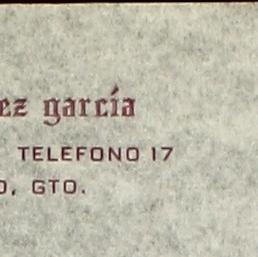 ez garcía
TELEFONO 17
O, GTO.